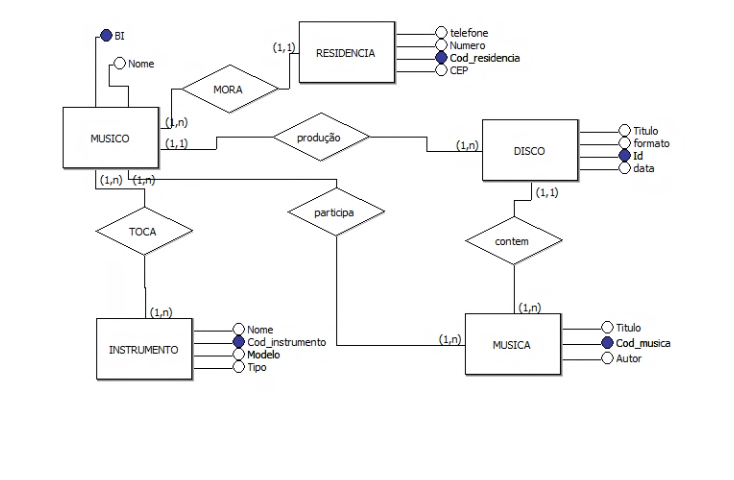 BI
Nome
MUSICO
(1,n)
(1,1)
MORA
(1,1)
RESIDENCIA
telefone
Numero
Cod_residencia
CEP
produção
(1,n)
DISCO
Titulo
formato
Id
data
(1,n)
(1,n)
TOCA
participa
(1,1)
contem
(1,n)
INSTRUMENTO
Nome
Cod_instrumento
Modelo
Tipo
(1,n)
(1,n)
MUSICA
Titulo
Cod_musica
Autor